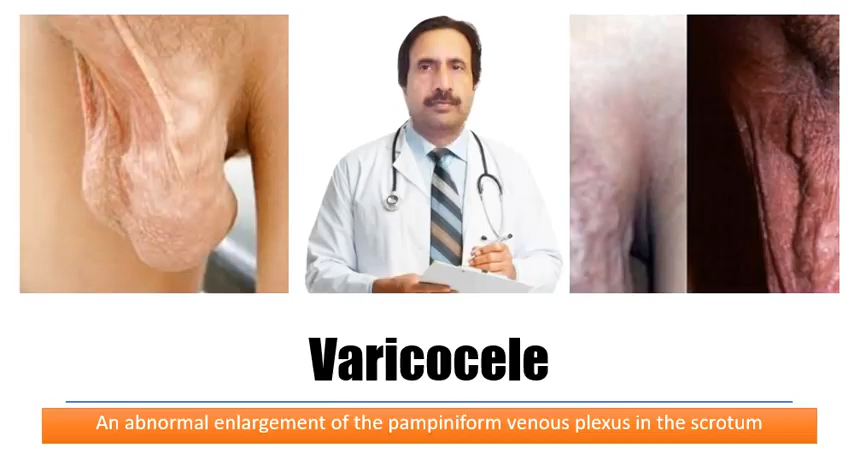 Varicocele
An abnormal enlargement of the pampiniform venous plexus in the scrotum